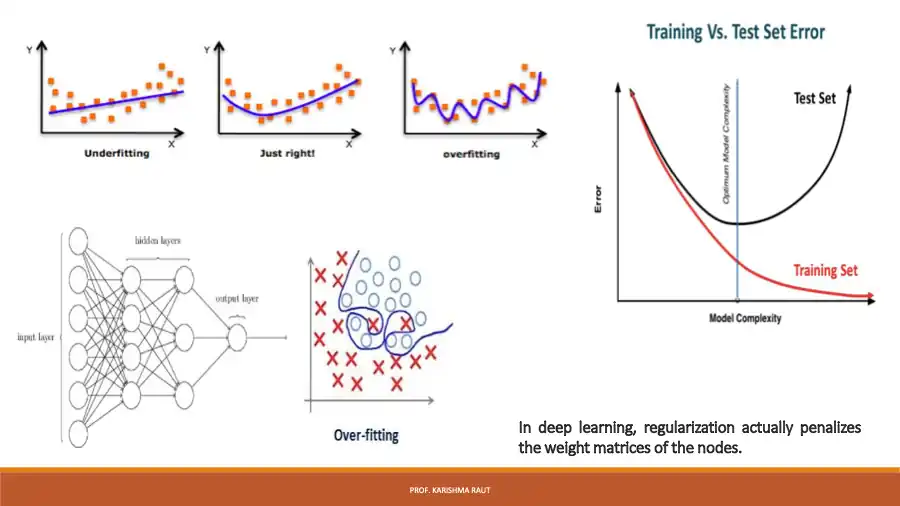 Training Vs. Test Set Error
Y
X
Underfitting
Y
X
Just right!
Y
X
overfitting
Error
Optimum Model Complexity
Test Set
Training Set
Model Complexity
hidden layers
output layer
input layer
Over-fitting
In deep learning, regularization actually penalizes
the weight matrices of the nodes.
PROF. KARISHMA RAUT